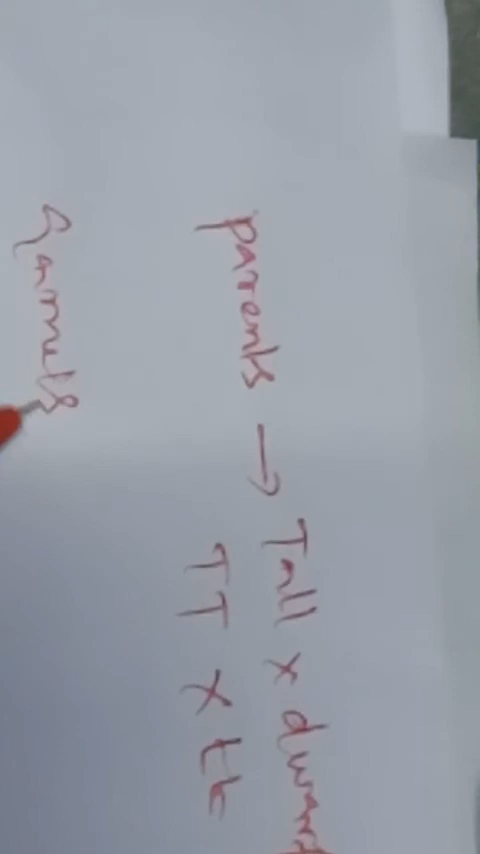 Parents → Tall x dwarf
TT x tt
Gametes